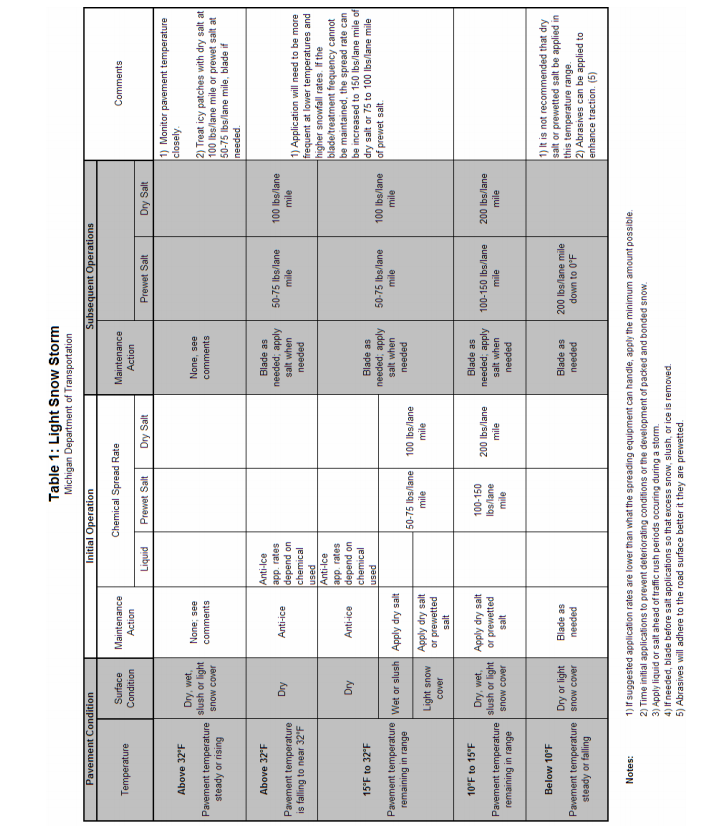 Table 1: Light Snow Storm
Michigan Department of Transportation
Pavement Condition
Initial Operation
Subsequent Operations
Comments
Temperature
Surface
Condition
Maintenance
Action
Chemical Spread Rate
Liquid
Prewet Salt
Dry Salt
Maintenance
Action
Prewet Salt
Dry Salt
Above 32°F
Pavement temperature
steady or rising
Dry, wet,
slush or light
snow cover
None, see
comments
None, see
comments
1) Monitor pavement temperature
closely.
2) Treat icy patches with dry salt at
100 lbs/lane mile or prewet salt at
50-75 lbs/lane mile, blade if
needed.
Above 32°F
Pavement temperature
is falling to near 32°F
Dry
Anti-ice
Anti-Ice
app. rates
depend on
chemical
used
Blade as
needed; apply
salt when
needed
50-75 lbs/lane
mile
100 lbs/lane
mile
1) Application will need to be more
frequent at lower temperatures and
higher snowfall rates. If the
blade/treatment frequency cannot
be maintained, the spread rate can
be increased to 150 lbs/lane mile of
dry salt or 75 to 100 lbs/lane mile
of prewet salt.
15°F to 32°F
Pavement temperature
remaining in range
Dry
Anti-ice
Anti-Ice
app. rates
depend on
chemical
used
Wet or slush
Apply dry salt
Light snow
cover
Apply dry salt
or prewetted
salt
50-75 lbs/lane
mile
100 lbs/lane
mile
Blade as
needed; apply
salt when
needed
50-75 lbs/lane
mile
100 lbs/lane
mile
10°F to 15°F
Pavement temperature
remaining in range
Dry, wet,
slush or light
snow cover
Apply dry salt
or prewetted
salt
100-150
lbs/lane
mile
200 lbs/lane
mile
Blade as
needed; apply
salt when
needed
100-150 lbs/lane
mile
200 lbs/lane
mile
Below 10°F
Pavement temperature
steady or falling
Dry or light
snow cover
Blade as
needed
Blade as
needed
200 lbs/lane mile
down to 0°F
1) It is not recommended that dry
salt or prewetted salt be applied in
this temperature range.
2) Abrasives can be applied to
enhance traction. (5)
Notes:
1) If suggested application rates are lower than what the spreading equipment can handle, apply the minimum amount possible.
2) Time initial applications to prevent deteriorating conditions or the development of packed and bonded snow.
3) Apply liquid or salt ahead of traffic rush periods occuring during a storm.
4) If needed, blade before salt applications so that excess snow, slush, or ice is removed.
5) Abrasives will adhere to the road surface better it they are prewetted.